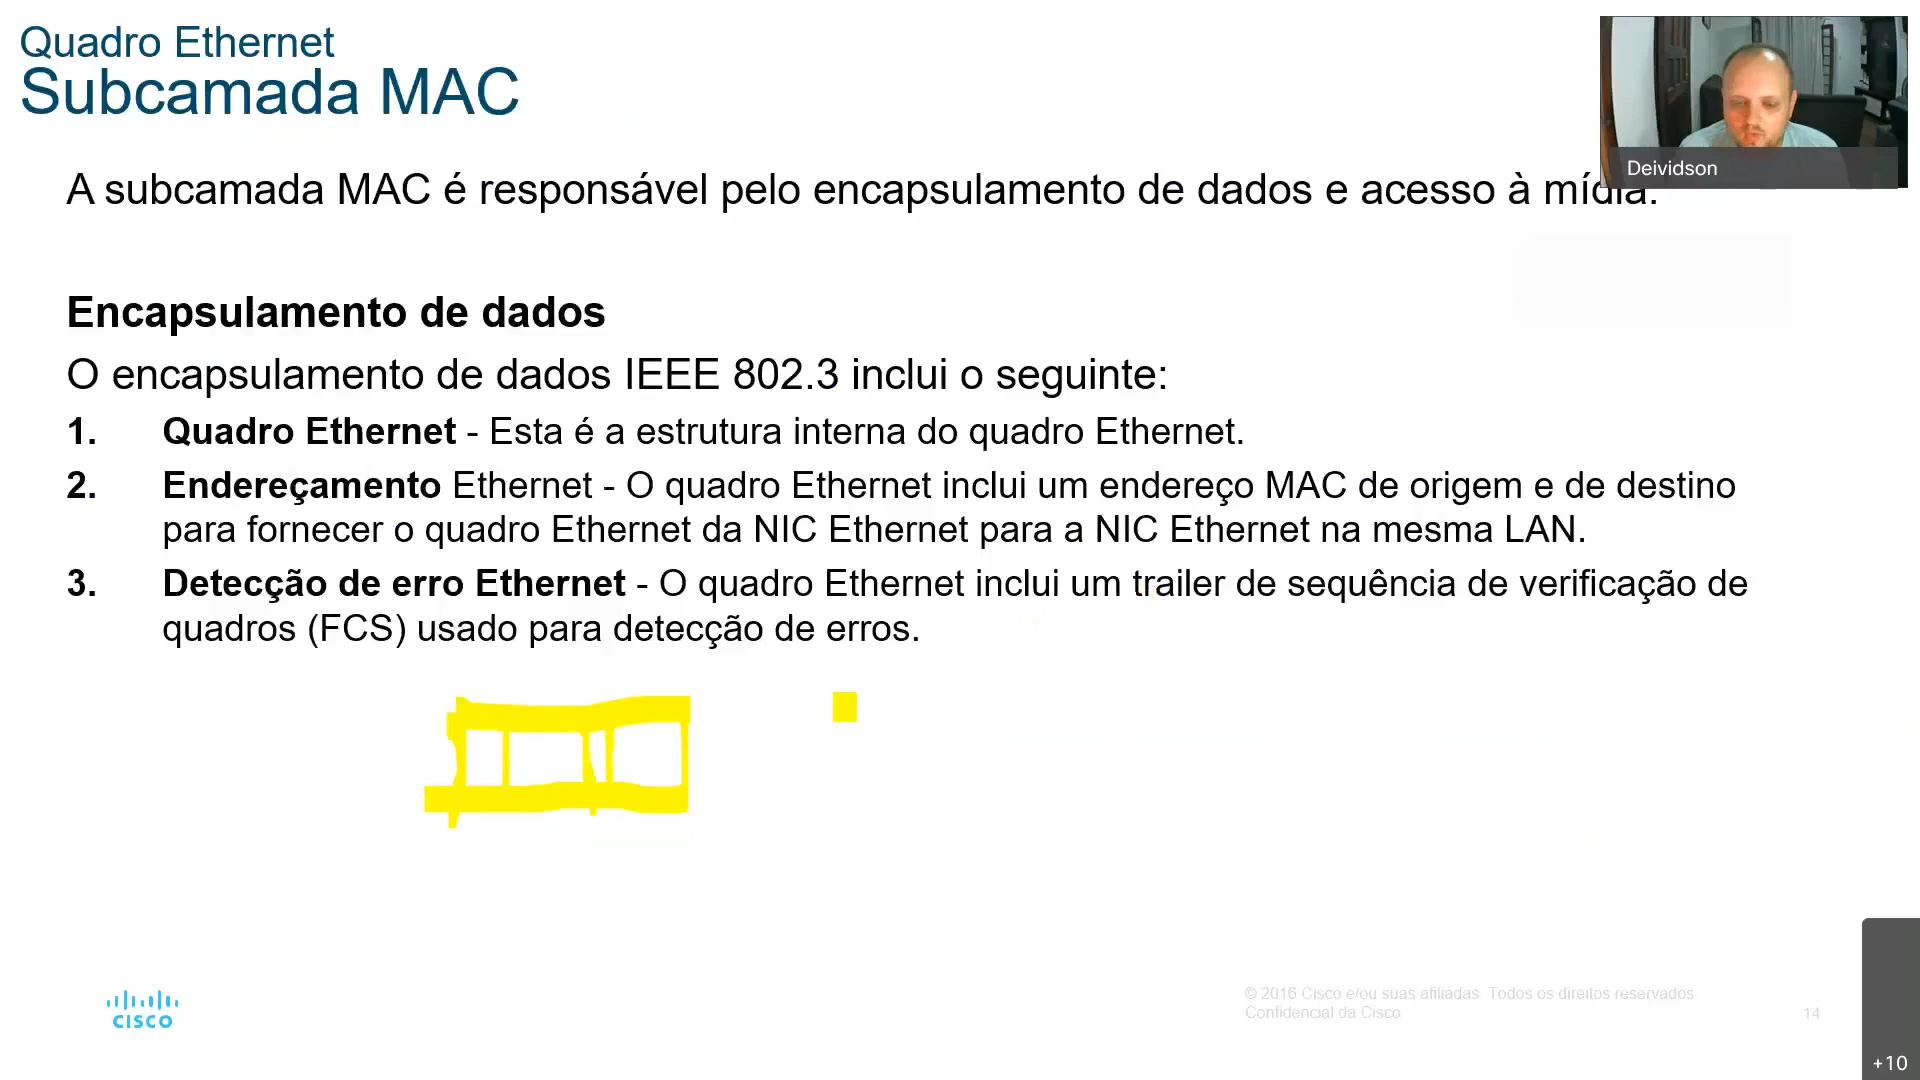 Quadro Ethernet
Subcamada MAC
Deividson
A subcamada MAC é responsável pelo encapsulamento de dados e acesso à mídia.
Encapsulamento de dados
O encapsulamento de dados IEEE 802.3 inclui o seguinte:
1. Quadro Ethernet - Esta é a estrutura interna do quadro Ethernet.
2. Endereçamento Ethernet - O quadro Ethernet inclui um endereço MAC de origem e de destino
para fornecer o quadro Ethernet da NIC Ethernet para a NIC Ethernet na mesma LAN.
3. Detecção de erro Ethernet - O quadro Ethernet inclui um trailer de sequência de verificação de
quadros (FCS) usado para detecção de erros.
CISCO
© 2016 Cisco e/ou suas afiliadas. Todos os direitos reservados.
Confidencial da Cisco
14
+10